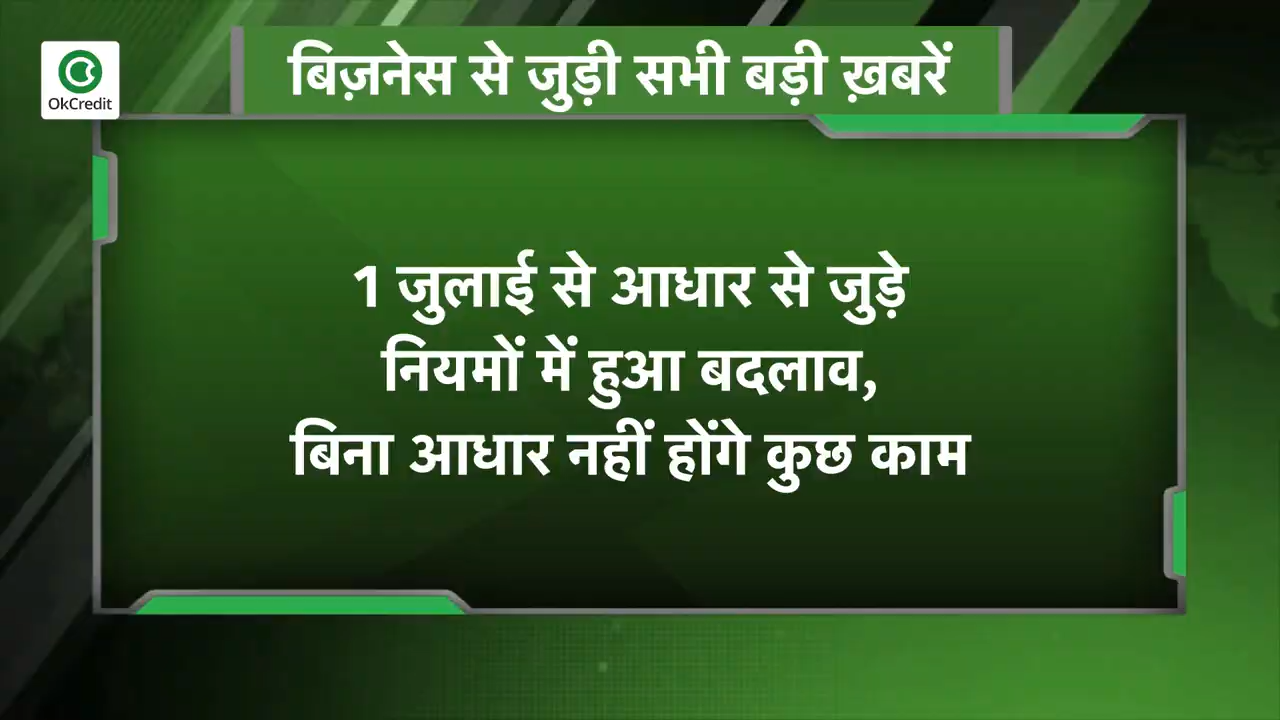 बिज़नेस से जुड़ी सभी बड़ी ख़बरें
OkCredit
1 जुलाई से आधार से जुड़े
नियमों में हुआ बदलाव,
बिना आधार नहीं होंगे कुछ काम